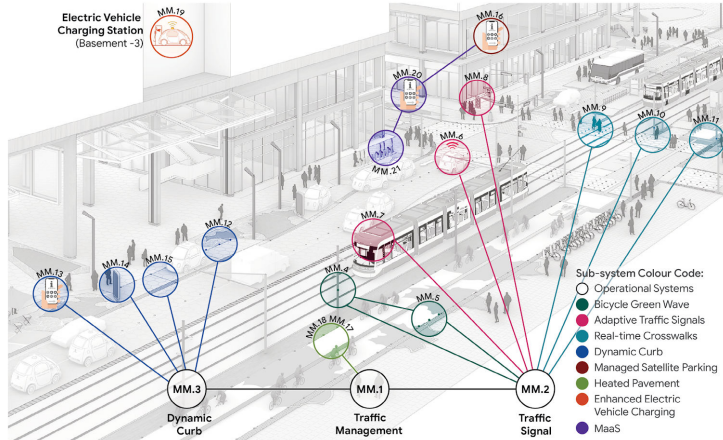 Electric Vehicle
Charging Station
(Basement -3)
MM.19
MM.16
MM.20
MM.8
MM.9
MM.10
MM.11
MM.6
MM.21
MM.7
MM.12
MM.13
MM.14
MM.15
MM.4
MM.5
MM.18 MM.17
MM.3
Dynamic
Curb
MM.1
Traffic
Management
MM.2
Traffic
Signal
Sub-system Colour Code:
Operational Systems
Bicycle Green Wave
Adaptive Traffic Signals
Real-time Crosswalks
Dynamic Curb
Managed Satellite Parking
Heated Pavement
Enhanced Electric
Vehicle Charging
MaaS